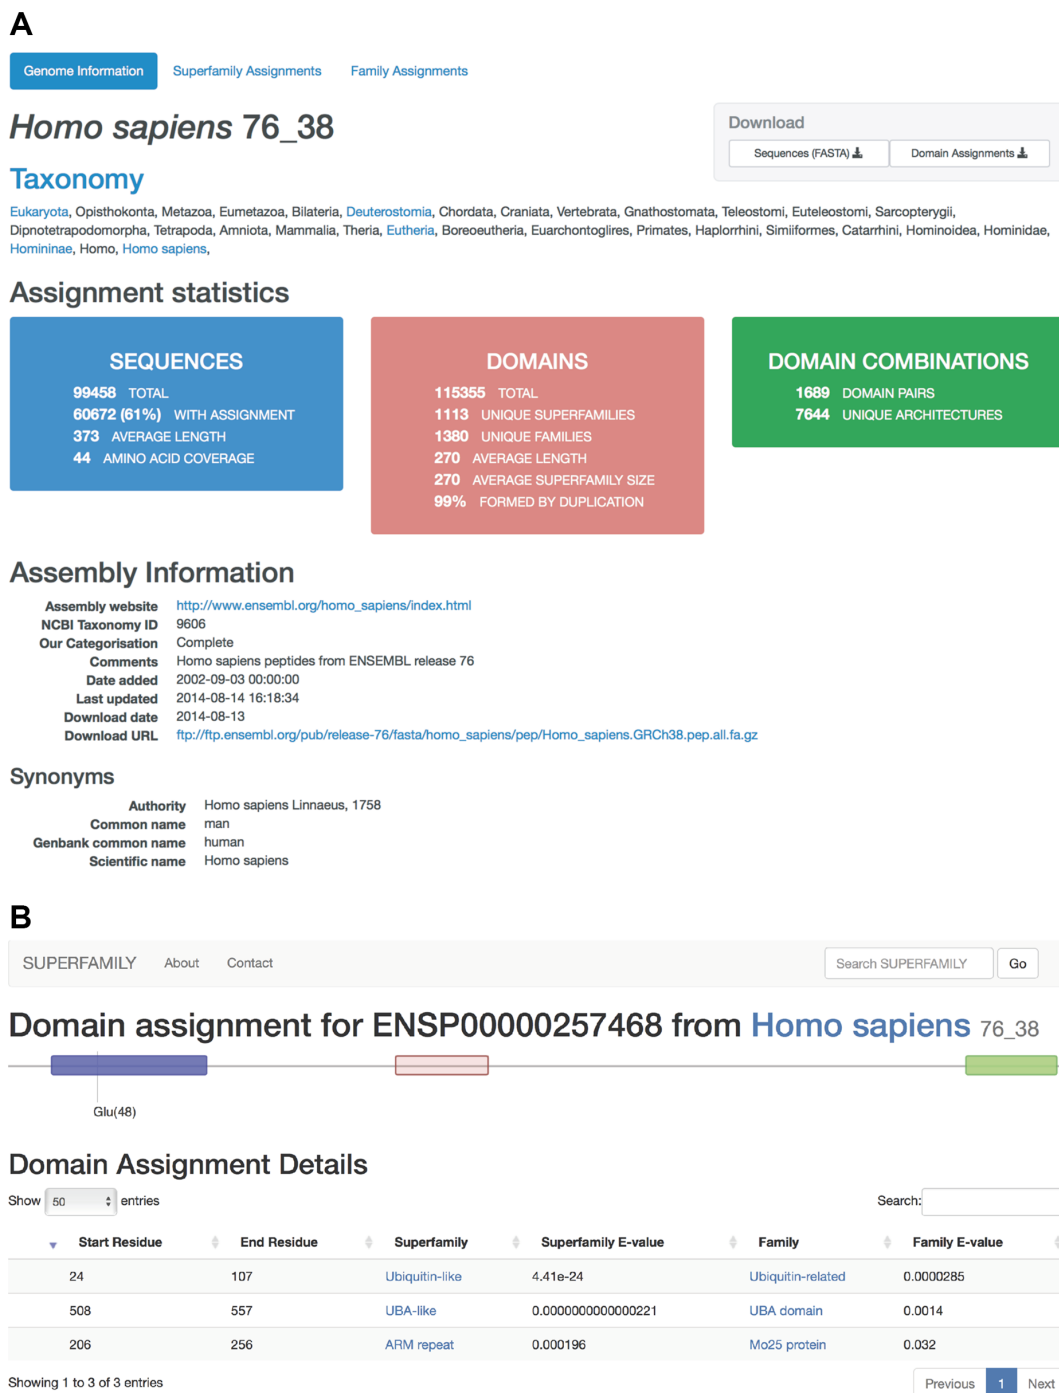 A
Genome Information Superfamily Assignments Family Assignments
Homo sapiens 76_38
Download
Sequences (FASTA) Domain Assignments
Taxonomy
Eukaryota, Opisthokonta, Metazoa, Eumetazoa, Bilateria, Deuterostomia, Chordata, Craniata, Vertebrata, Gnathostomata, Teleostomi, Euteleostomi, Sarcopterygii,
Dipnotetrapodomorpha, Tetrapoda, Amniota, Mammalia, Theria, Eutheria, Boreoeutheria, Euarchontoglires, Primates, Haplorrhini, Simiiformes, Catarrhini, Hominoidea, Hominidae,
Homininae, Homo, Homo sapiens,
Assignment statistics
SEQUENCES
99458 TOTAL
60672 (61%) WITH ASSIGNMENT
373 AVERAGE LENGTH
44 AMINO ACID COVERAGE
DOMAINS
115355 TOTAL
1113 UNIQUE SUPERFAMILIES
1380 UNIQUE FAMILIES
270 AVERAGE LENGTH
270 AVERAGE SUPERFAMILY SIZE
99% FORMED BY DUPLICATION
DOMAIN COMBINATIONS
1689 DOMAIN PAIRS
7644 UNIQUE ARCHITECTURES
Assembly Information
Assembly website http://www.ensembl.org/homo_sapiens/index.html
NCBI Taxonomy ID 9606
Our Categorisation Complete
Comments Homo sapiens peptides from ENSEMBL release 76
Date added 2002-09-03 00:00:00
Last updated 2014-08-14 16:18:34
Download date 2014-08-13
Download URL ftp://ftp.ensembl.org/pub/release-76/fasta/homo_sapiens/pep/Homo_sapiens.GRCh38.pep.all.fa.gz
Synonyms
Authority Homo sapiens Linnaeus, 1758
Common name man
Genbank common name human
Scientific name Homo sapiens
B
SUPERFAMILY About Contact Search SUPERFAMILY Go
Domain assignment for ENSP00000257468 from Homo sapiens 76_38
Glu(48)
Domain Assignment Details
Show 50 entries Search:
Start Residue End Residue Superfamily Superfamily E-value Family Family E-value
24 107 Ubiquitin-like 4.41e-24 Ubiquitin-related 0.0000285
508 557 UBA-like 0.0000000000000221 UBA domain 0.0014
206 256 ARM repeat 0.000196 Mo25 protein 0.032
Showing 1 to 3 of 3 entries Previous 1 Next